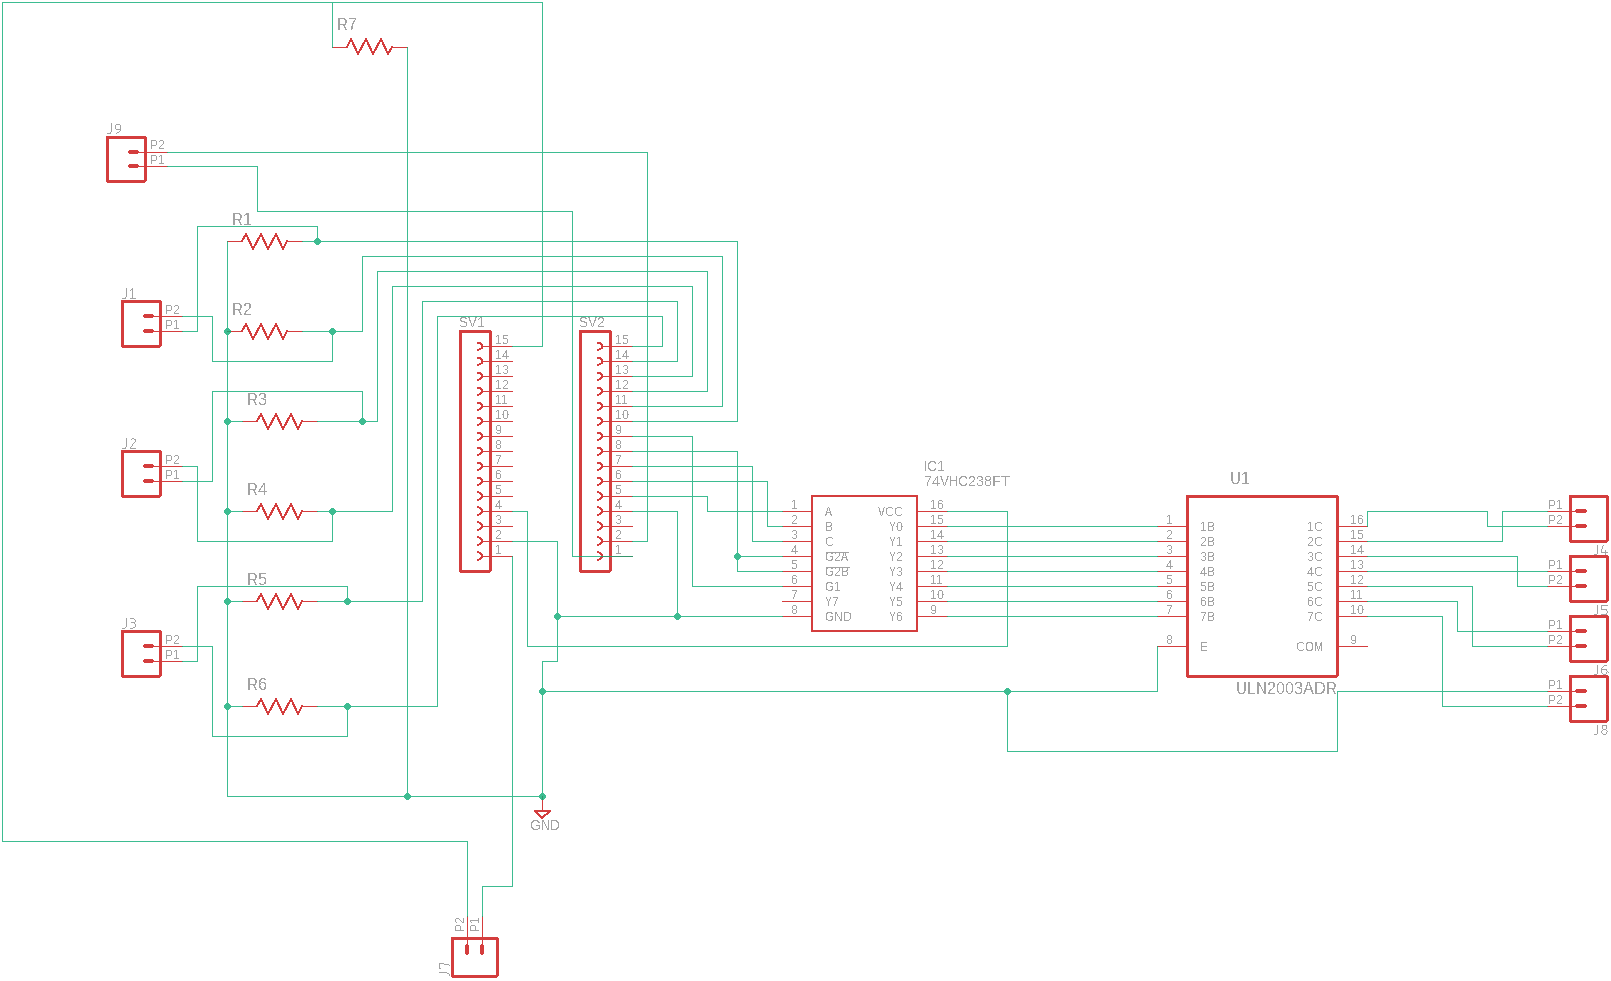 R7
J9
P2
P1
R1
J1
P2
P1
R2
R3
J2
P2
P1
R4
R5
J3
P2
P1
R6
SV1
15
14
13
12
11
10
9
8
7
6
5
4
3
2
1
SV2
15
14
13
12
11
10
9
8
7
6
5
4
3
2
1
GND
P2
P1
J7
IC1
74VHC238FT
1 A VCC 16
2 B Y0 15
3 C Y1 14
4 G2A Y2 13
5 G2B Y3 12
6 G1 Y4 11
7 Y7 Y5 10
8 GND Y6 9
U1
1 1B 1C 16
2 2B 2C 15
3 3B 3C 14
4 4B 4C 13
5 5B 5C 12
6 6B 6C 11
7 7B 7C 10
8 E COM 9
ULN2003ADR
P1
P2
J4
P1
P2
J5
P1
P2
J6
P1
P2
J8